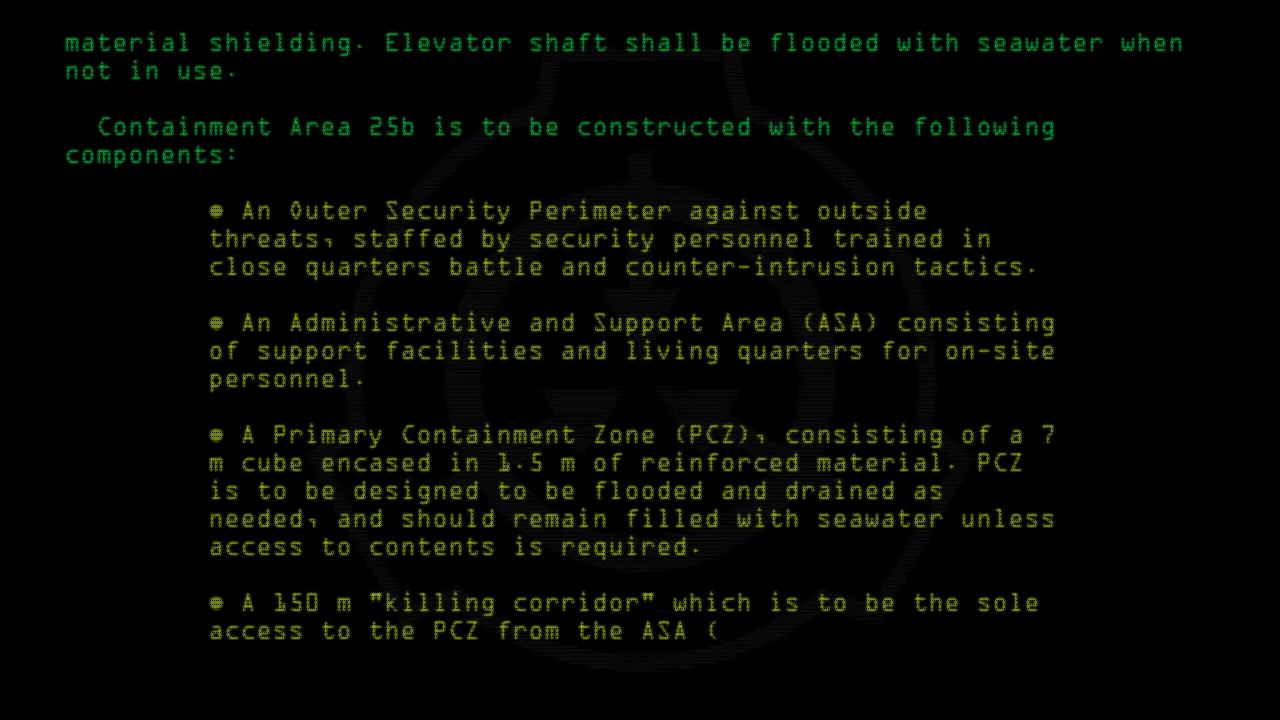 material shielding. Elevator shaft shall be flooded with seawater when
not in use.
Containment Area 25b is to be constructed with the following
components:
● An Outer Security Perimeter against outside
threats, staffed by security personnel trained in
close quarters battle and counter-intrusion tactics.
● An Administrative and Support Area (ASA) consisting
of support facilities and living quarters for on-site
personnel.
● A Primary Containment Zone (PCZ), consisting of a 7
m cube encased in 1.5 m of reinforced material. PCZ
is to be designed to be flooded and drained as
needed, and should remain filled with seawater unless
access to contents is required.
● A 150 m "killing corridor" which is to be the sole
access to the PCZ from the ASA (